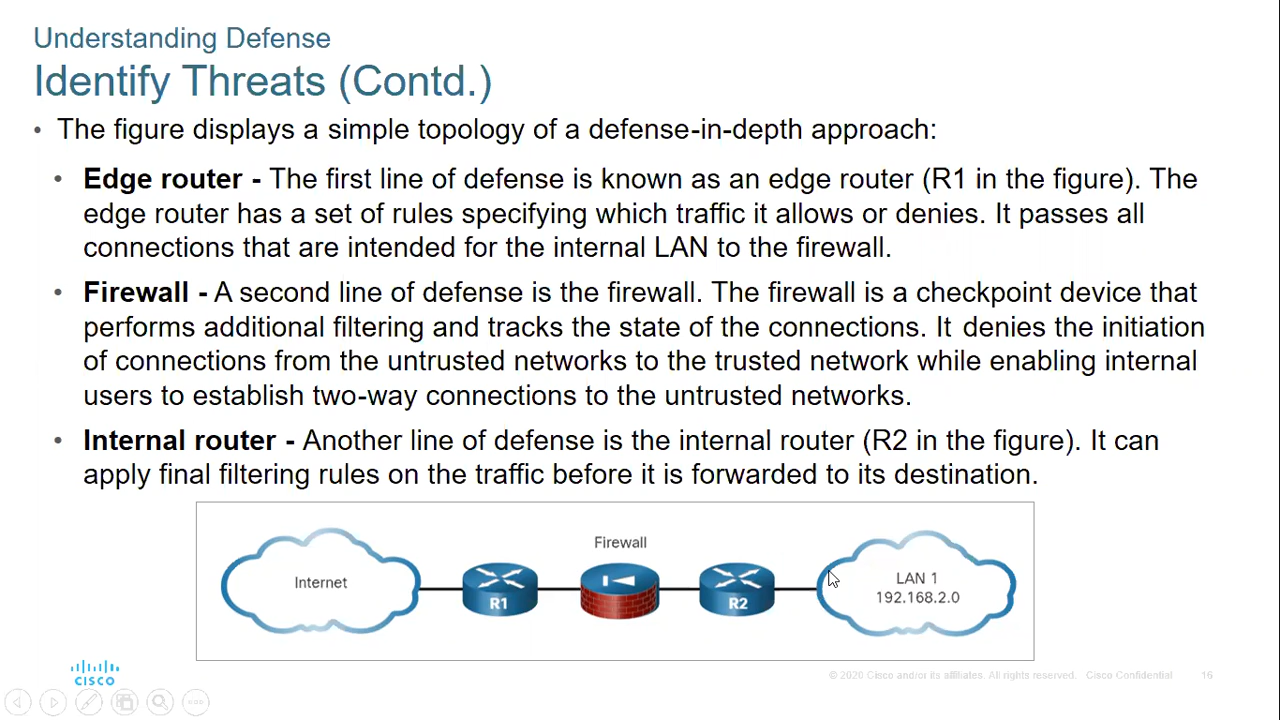 Understanding Defense
Identify Threats (Contd.)
• The figure displays a simple topology of a defense-in-depth approach:
• Edge router - The first line of defense is known as an edge router (R1 in the figure). The
edge router has a set of rules specifying which traffic it allows or denies. It passes all
connections that are intended for the internal LAN to the firewall.
• Firewall - A second line of defense is the firewall. The firewall is a checkpoint device that
performs additional filtering and tracks the state of the connections. It denies the initiation
of connections from the untrusted networks to the trusted network while enabling internal
users to establish two-way connections to the untrusted networks.
• Internal router - Another line of defense is the internal router (R2 in the figure). It can
apply final filtering rules on the traffic before it is forwarded to its destination.
Firewall
Internet
R1
R2
LAN 1
192.168.2.0
CISCO
© 2020 Cisco and/or its affiliates. All rights reserved. Cisco Confidential
16